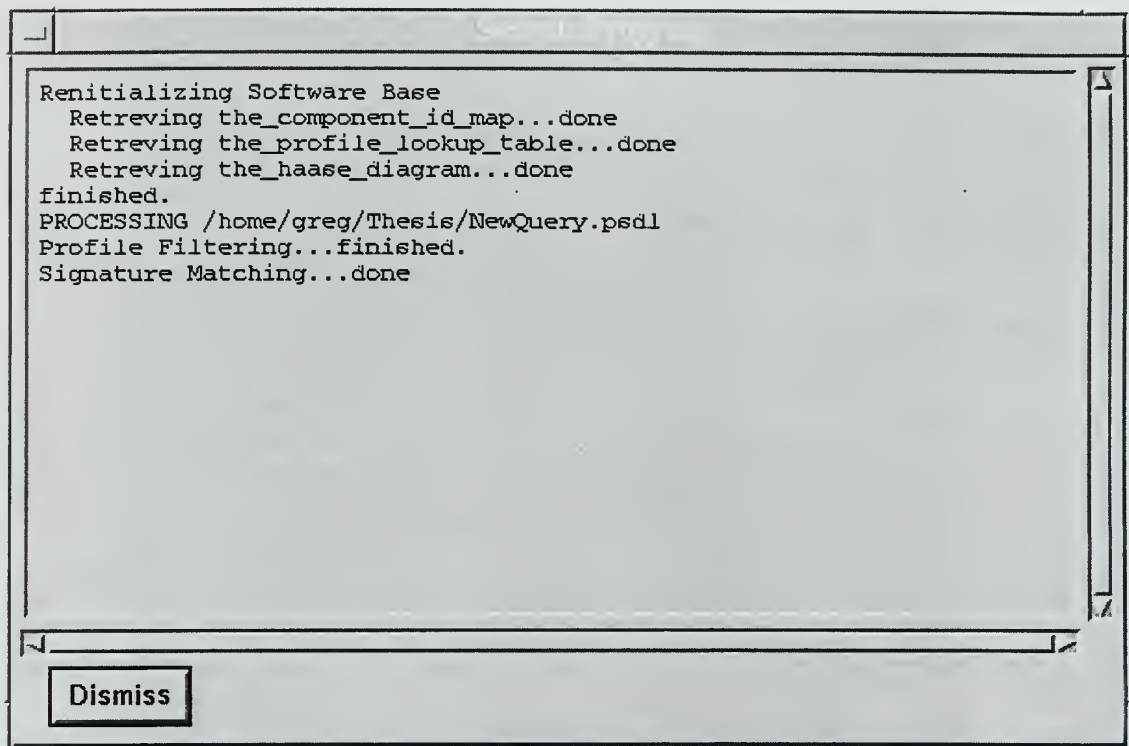 Renitializing Software Base
  Retreving the_component_id_map...done
  Retreving the_profile_lookup_table...done
  Retreving the_haase_diagram...done
finished.
PROCESSING /home/greg/Thesis/NewQuery.psdl
Profile Filtering...finished.
Signature Matching...done
Dismiss